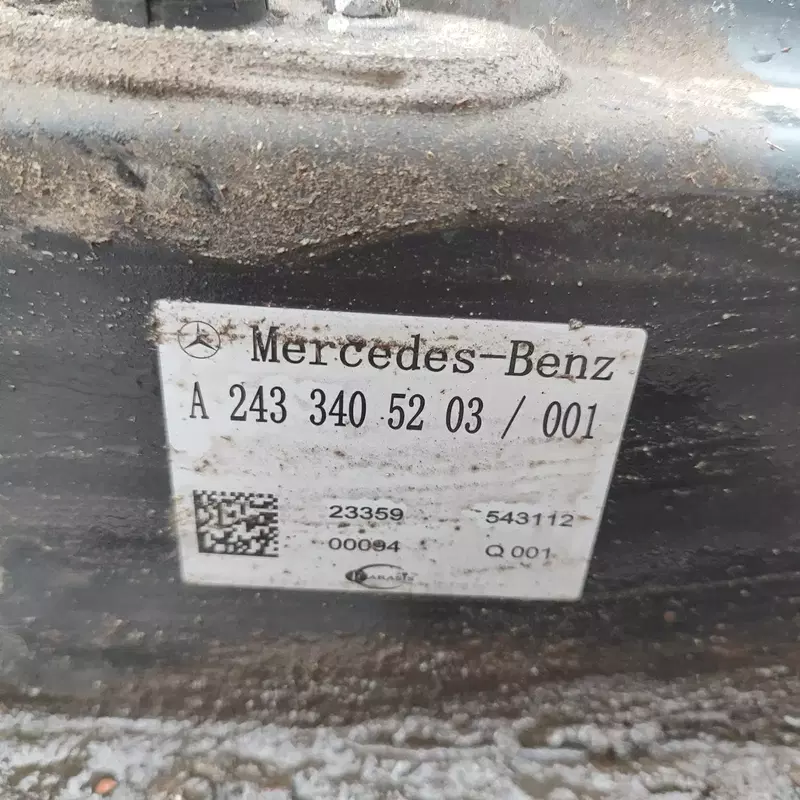 Mercedes-Benz
A 243 340 52 03 / 001
23359 543112
00094 Q 001